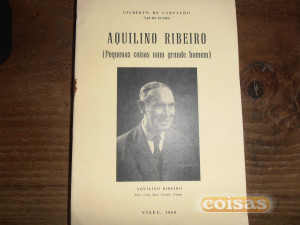 GILBERTO DE CARVALHO
AQUILINO RIBEIRO
(Pequenas coisas num grande homem)
AQUILINO RIBEIRO
VISEU, 1966
coisas